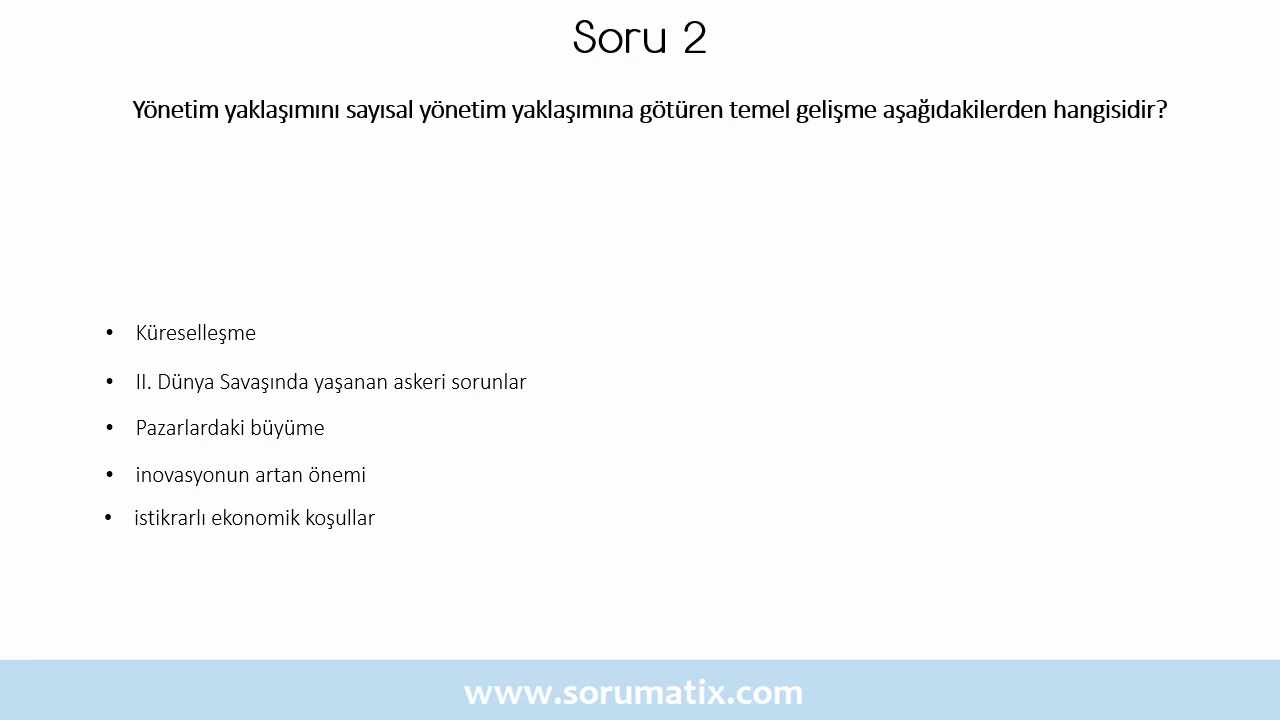 Soru 2
Yönetim yaklaşımını sayısal yönetim yaklaşımına götüren temel gelişme aşağıdakilerden hangisidir?
• Küreselleşme
• II. Dünya Savaşında yaşanan askeri sorunlar
• Pazarlardaki büyüme
• inovasyonun artan önemi
• istikrarlı ekonomik koşullar
www.sorumatix.com